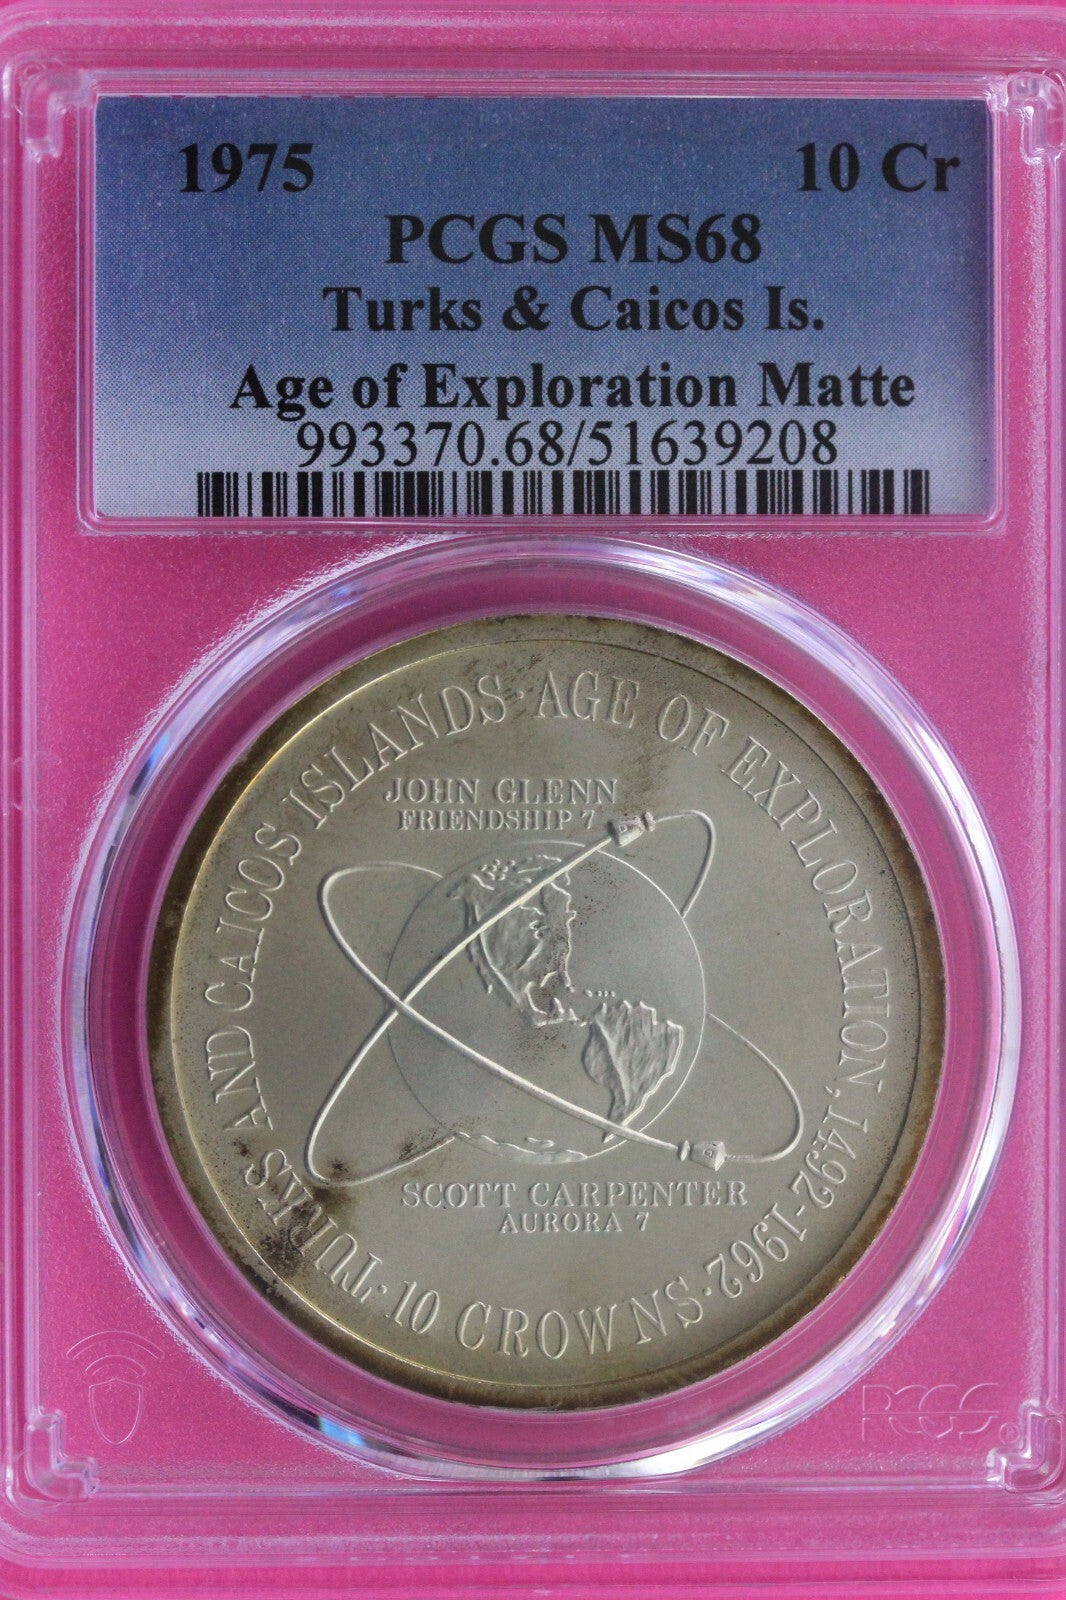 1975 10 Cr
PCGS MS68
Turks & Caicos Is.
Age of Exploration Matte
993370.68/51639208
TURKS AND CAICOS ISLANDS · AGE OF EXPLORATION, 1492-1962 ·
JOHN GLENN
FRIENDSHIP 7
SCOTT CARPENTER
AURORA 7
· 10 CROWNS ·
PCGS